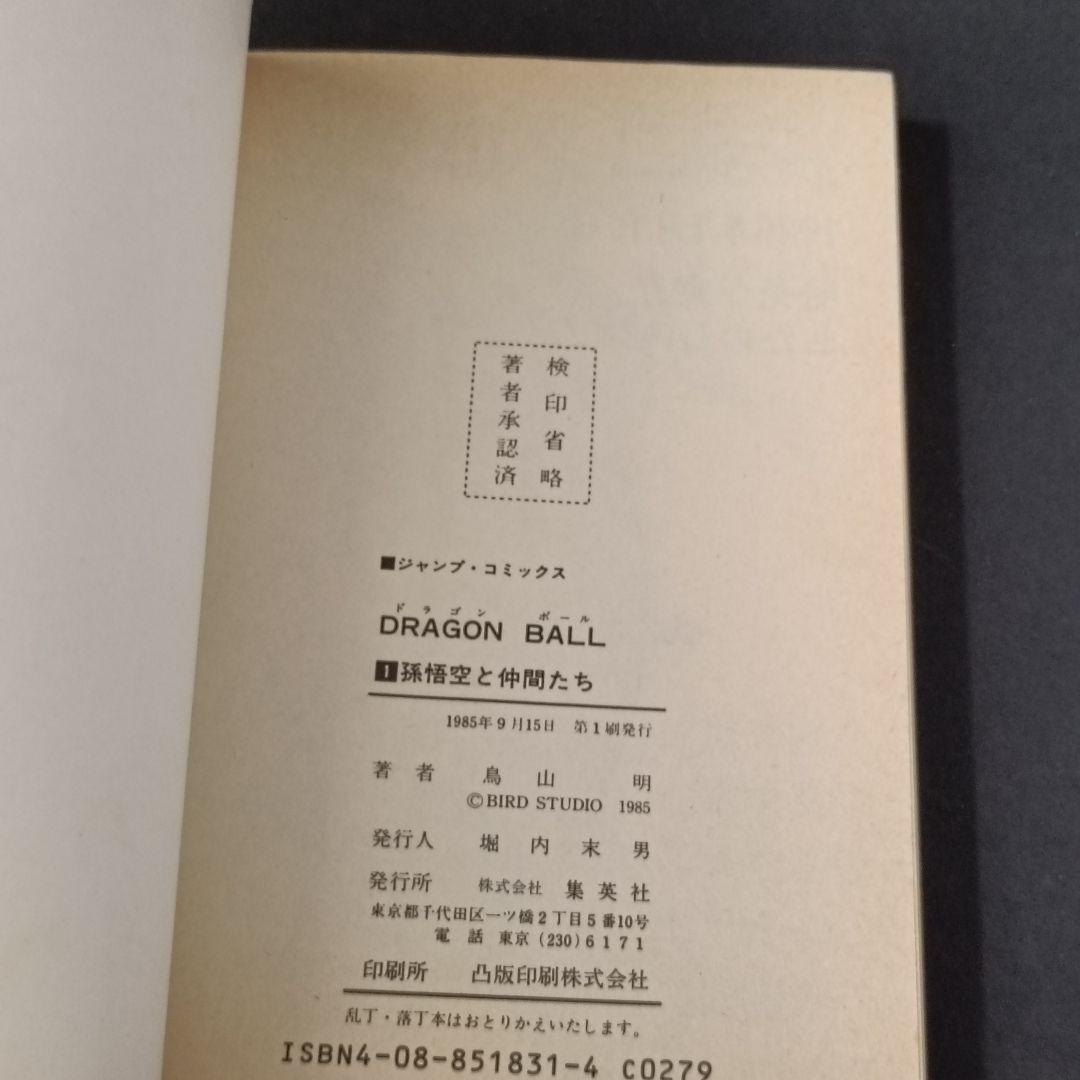 検印省略
著者承認済
■ジャンプ・コミックス
ドラゴン ボール
DRAGON BALL
1孫悟空と仲間たち
1985年9月15日 第1刷発行
著者 鳥山 明
©BIRD STUDIO 1985
発行人 堀内末男
発行所 株式会社 集英社
東京都千代田区一ツ橋2丁目5番10号
電話 東京(230)6171
印刷所 凸版印刷株式会社
乱丁・落丁本はおとりかえいたします。
ISBN4-08-851831-4 C0279